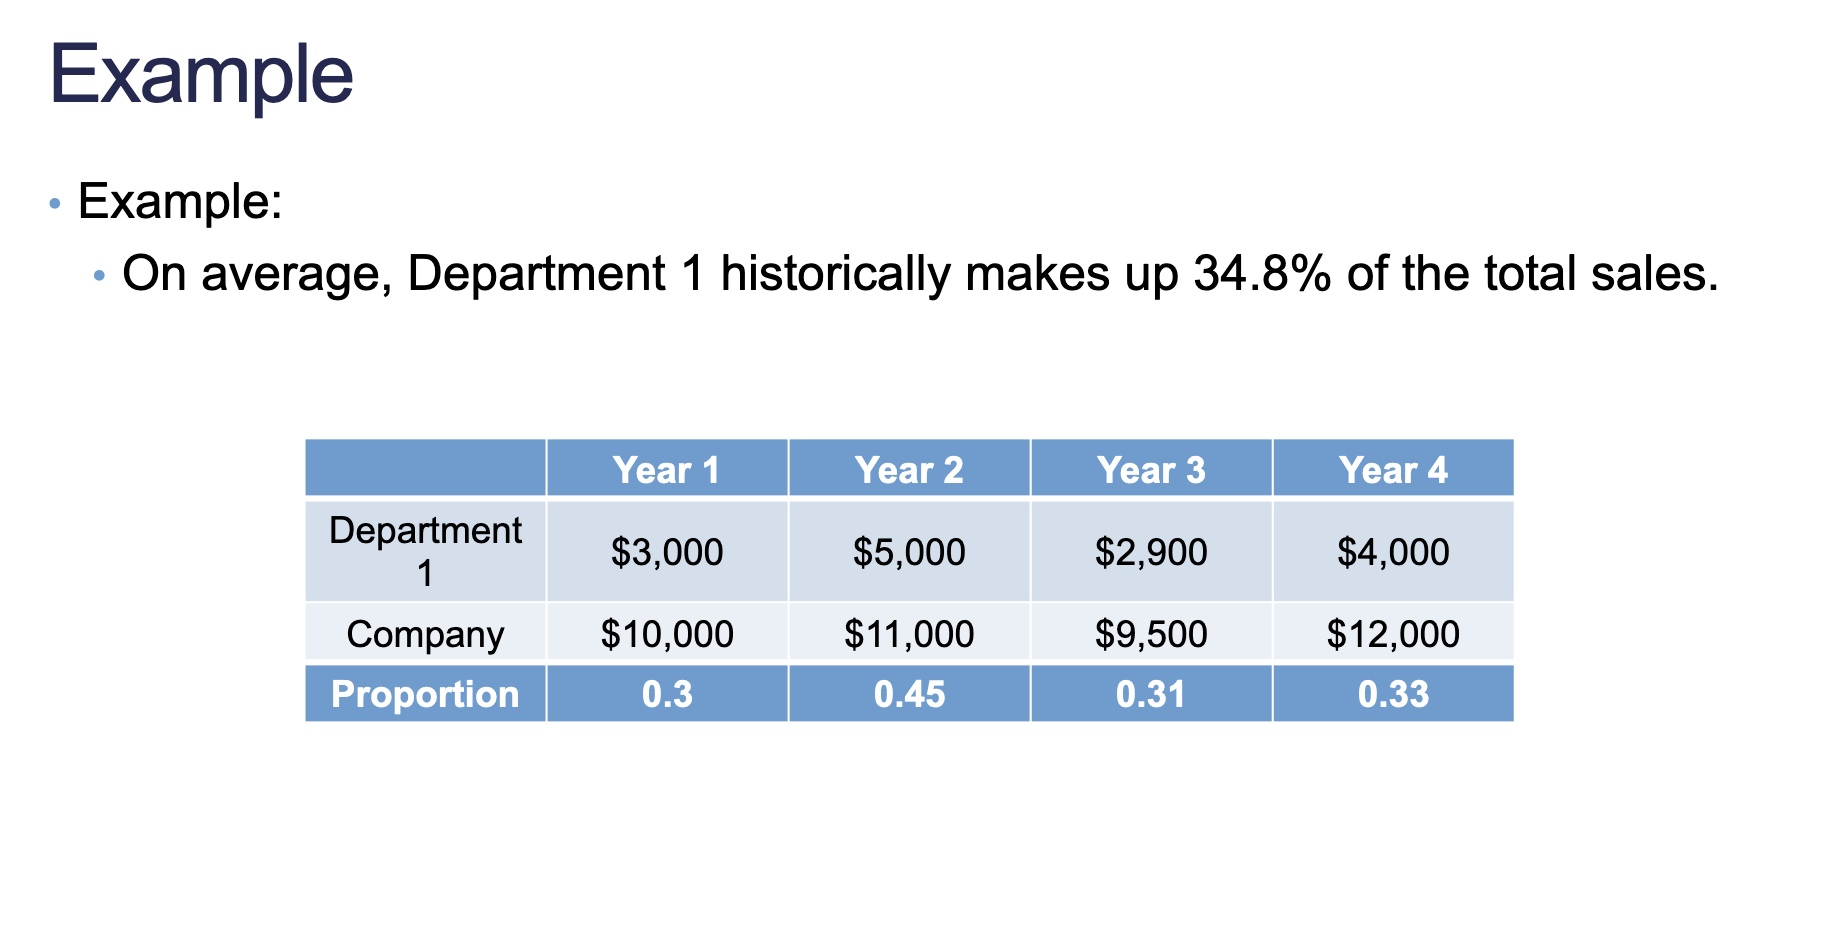 Example
• Example:
• On average, Department 1 historically makes up 34.8% of the total sales.
Year 1 Year 2 Year 3 Year 4
Department
1 $3,000 $5,000 $2,900 $4,000
Company $10,000 $11,000 $9,500 $12,000
Proportion 0.3 0.45 0.31 0.33